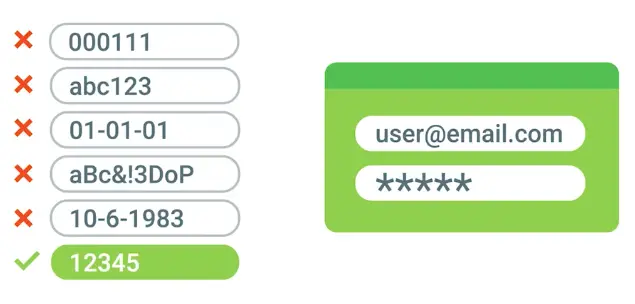 000111
abc123
01-01-01
aBc&!3DoP
10-6-1983
12345
user@email.com
*****